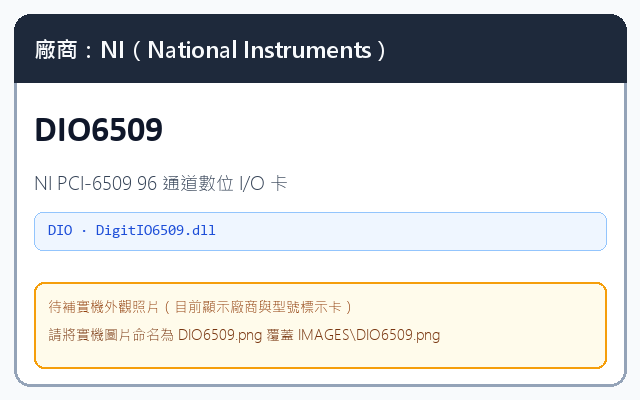 廠商：NI（National Instruments）
DIO6509
NI PCI-6509 96 通道數位 I/O 卡
DIO · DigitIO6509.dll
待補實機外觀照片（目前顯示廠商與型號標示卡）
請將實機圖片命名為 DIO6509.png 覆蓋 IMAGES\DIO6509.png